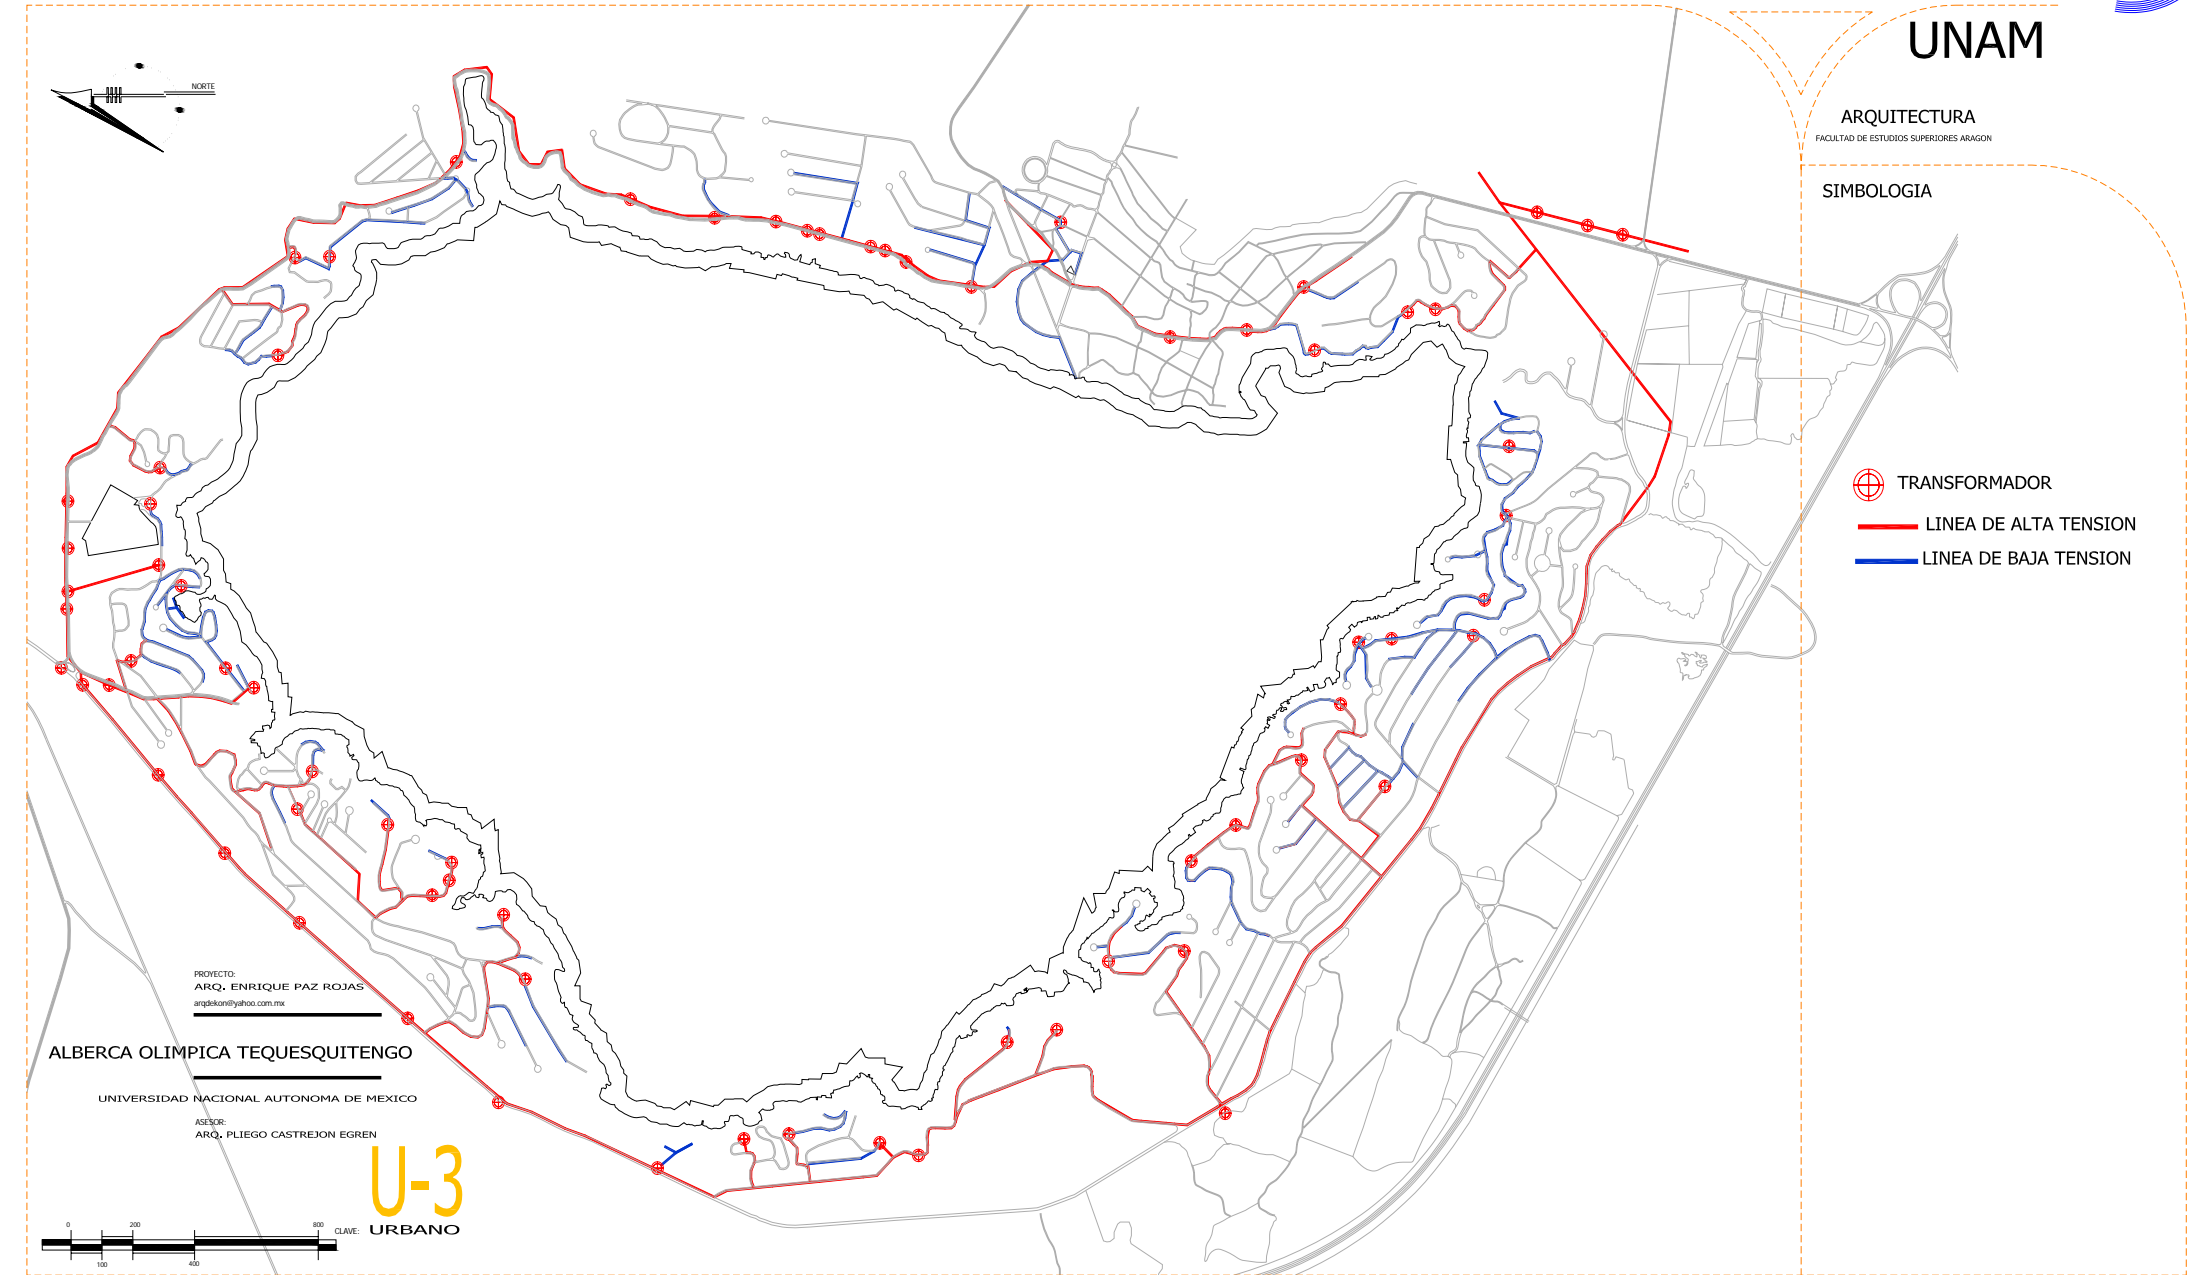 UNAM
ARQUITECTURA
FACULTAD DE ESTUDIOS SUPERIORES ARAGON
SIMBOLOGIA
TRANSFORMADOR
LINEA DE ALTA TENSION
LINEA DE BAJA TENSION
NORTE
PROYECTO:
ARQ. ENRIQUE PAZ ROJAS
arqdekon@yahoo.com.mx
ALBERCA OLIMPICA TEQUESQUITENGO
UNIVERSIDAD NACIONAL AUTONOMA DE MEXICO
ASESOR:
ARQ. PLIEGO CASTREJON EGREN
U-3
CLAVE: URBANO
0 200 800
100 400